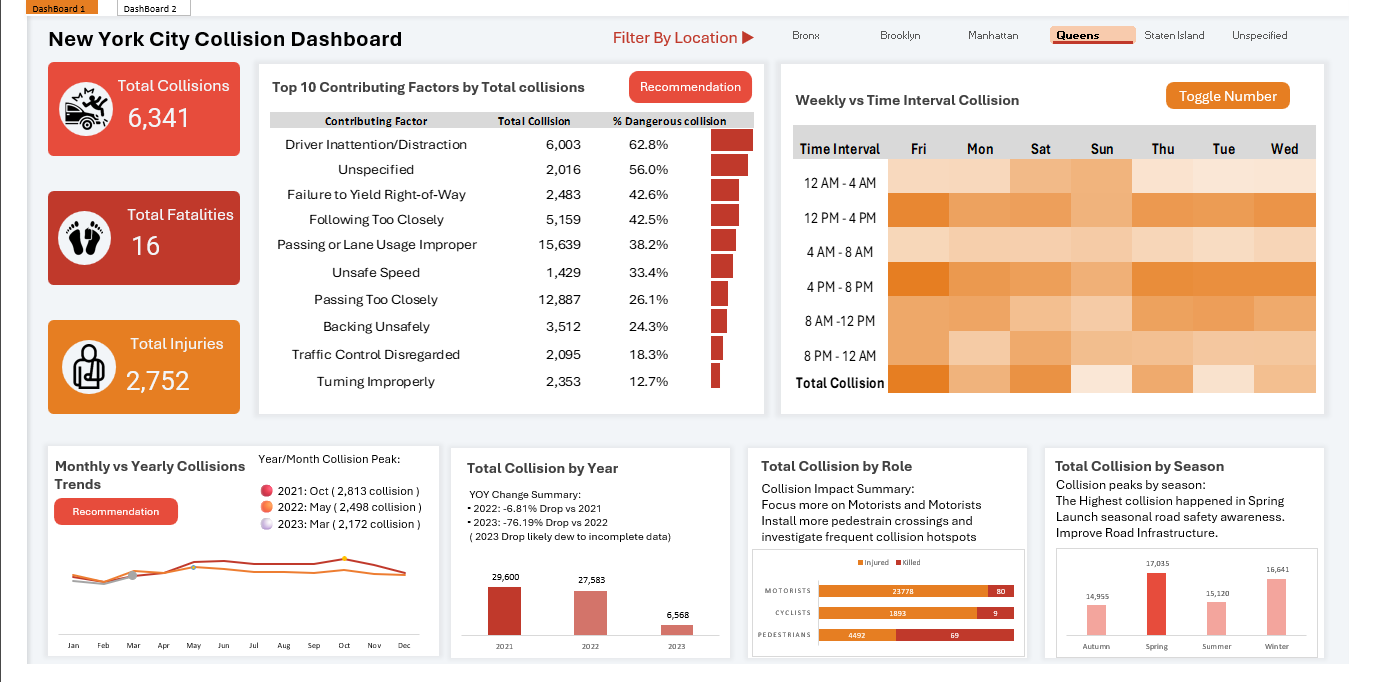 DashBoard 1
DashBoard 2
New York City Collision Dashboard
Filter By Location ▶
Bronx
Brooklyn
Manhattan
Queens
Staten Island
Unspecified
Total Collisions
6,341
Total Fatalities
16
Total Injuries
2,752
Top 10 Contributing Factors by Total collisions
Recommendation
Contributing Factor Total Collision % Dangerous collision
Driver Inattention/Distraction 6,003 62.8%
Unspecified 2,016 56.0%
Failure to Yield Right-of-Way 2,483 42.6%
Following Too Closely 5,159 42.5%
Passing or Lane Usage Improper 15,639 38.2%
Unsafe Speed 1,429 33.4%
Passing Too Closely 12,887 26.1%
Backing Unsafely 3,512 24.3%
Traffic Control Disregarded 2,095 18.3%
Turning Improperly 2,353 12.7%
Weekly vs Time Interval Collision
Toggle Number
Time Interval Fri Mon Sat Sun Thu Tue Wed
12 AM - 4 AM
12 PM - 4 PM
4 AM - 8 AM
4 PM - 8 PM
8 AM -12 PM
8 PM - 12 AM
Total Collision
Monthly vs Yearly Collisions
Trends
Recommendation
Year/Month Collision Peak:
2021: Oct ( 2,813 collision )
2022: May ( 2,498 collision )
2023: Mar ( 2,172 collision )
Jan Feb Mar Apr May Jun Jul Aug Sep Oct Nov Dec
Total Collision by Year
YOY Change Summary:
• 2022: -6.81% Drop vs 2021
• 2023: -76.19% Drop vs 2022
( 2023 Drop likely dew to incomplete data)
29,600
27,583
6,568
2021 2022 2023
Total Collision by Role
Collision Impact Summary:
Focus more on Motorists and Motorists
Install more pedestrain crossings and
investigate frequent collision hotspots
Injured Killed
MOTORISTS 23778 80
CYCLISTS 1893 9
PEDESTRIANS 4492 69
Total Collision by Season
Collision peaks by season:
The Highest collision happened in Spring
Launch seasonal road safety awareness.
Improve Road Infrastructure.
14,955
17,035
15,120
16,641
Autumn Spring Summer Winter